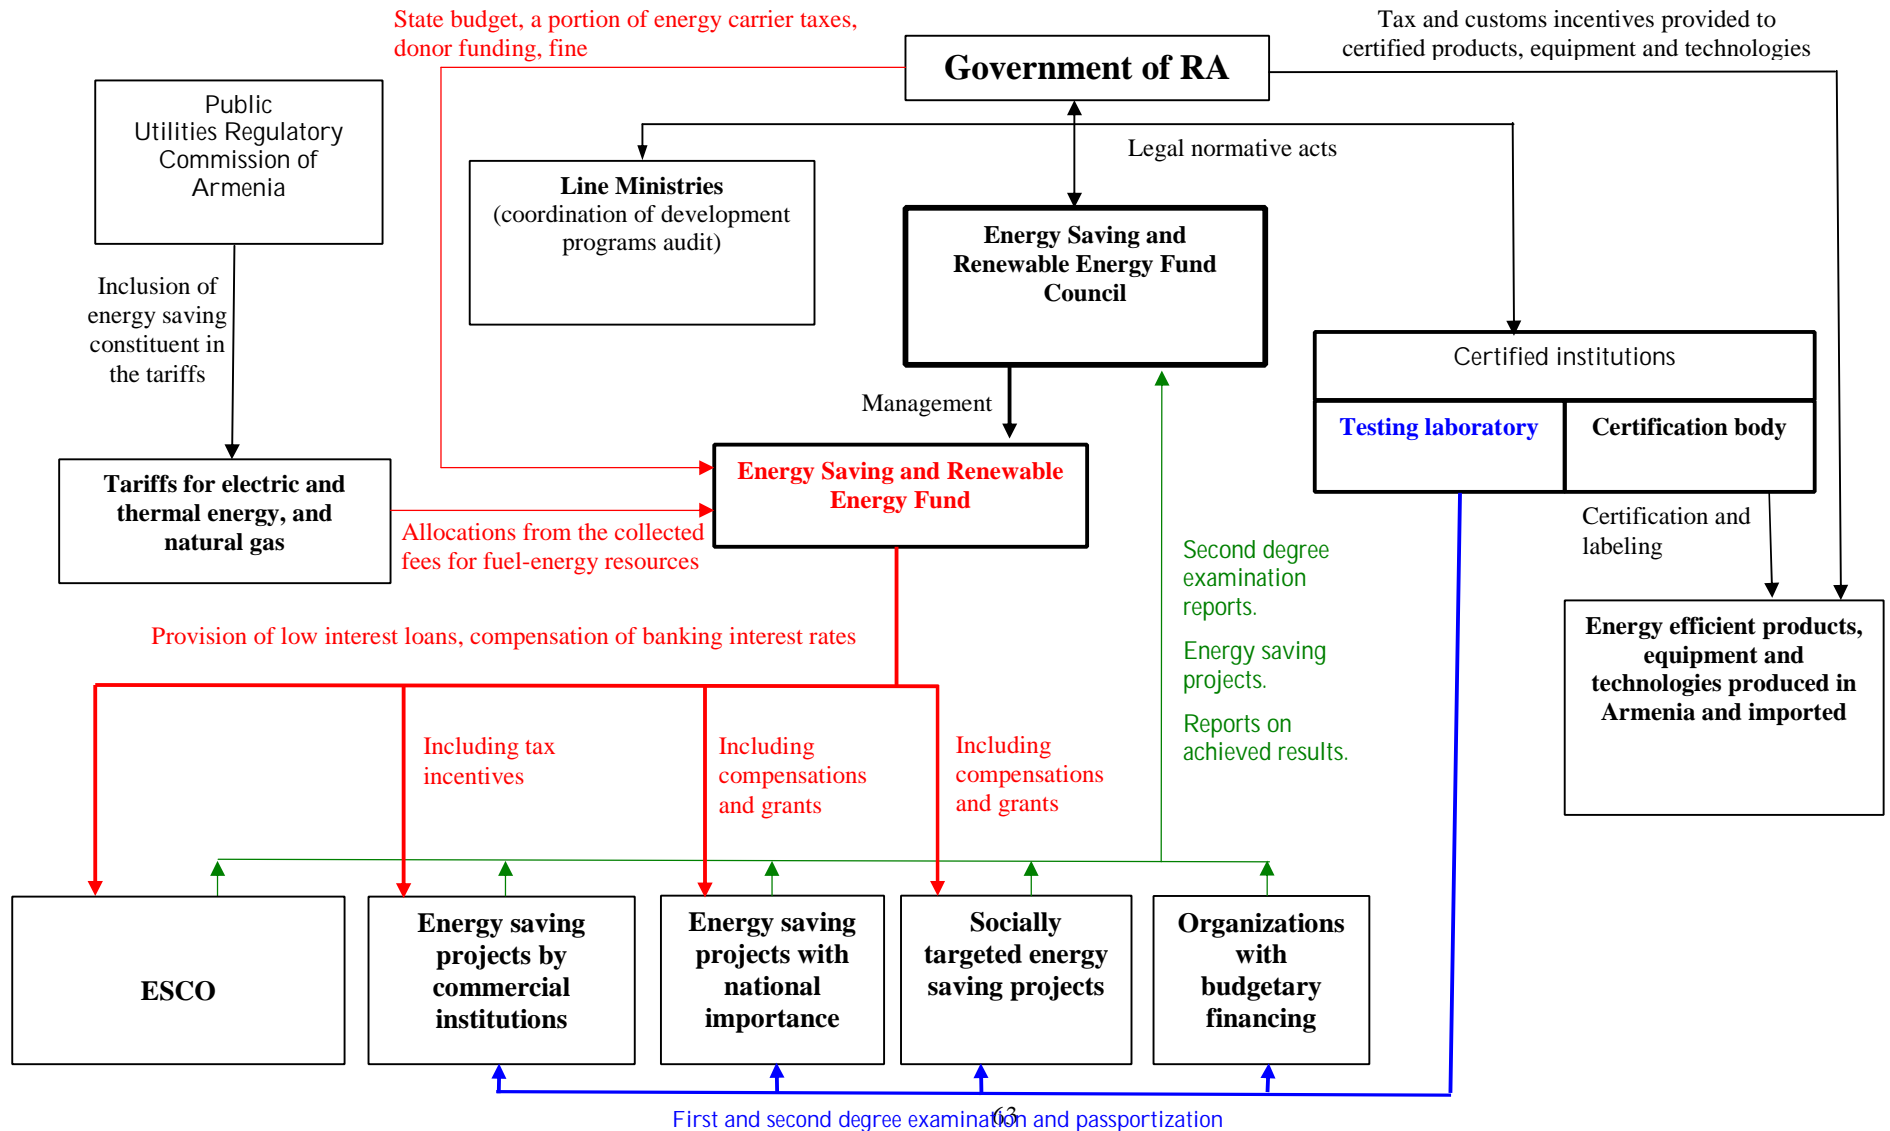 State budget, a portion of energy carrier taxes,
donor funding, fine
Tax and customs incentives provided to
certified products, equipment and technologies
Government of RA
Public
Utilities Regulatory
Commission of
Armenia
Legal normative acts
Line Ministries
(coordination of development
programs audit)
Energy Saving and
Renewable Energy Fund
Council
Inclusion of
energy saving
constituent in
the tariffs
Certified institutions
Testing laboratory
Certification body
Management
Tariffs for electric and
thermal energy, and
natural gas
Energy Saving and Renewable
Energy Fund
Allocations from the collected
fees for fuel-energy resources
Certification and
labeling
Second degree
examination
reports.
Energy saving
projects.
Reports on
achieved results.
Energy efficient products,
equipment and
technologies produced in
Armenia and imported
Provision of low interest loans, compensation of banking interest rates
Including tax
incentives
Including
compensations
and grants
Including
compensations
and grants
ESCO
Energy saving
projects by
commercial
institutions
Energy saving
projects with
national
importance
Socially
targeted energy
saving projects
Organizations
with
budgetary
financing
First and second degree examination and passportization
63